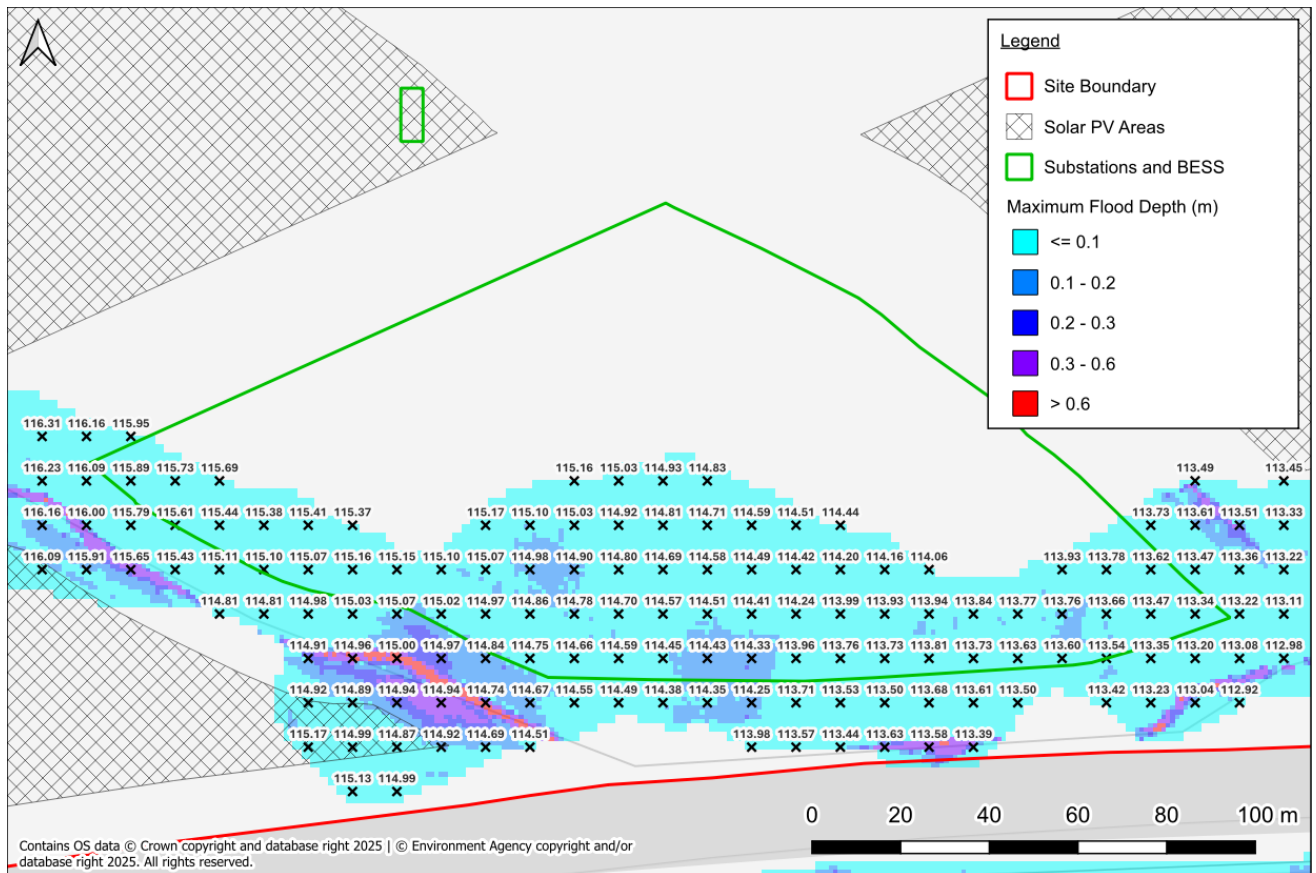 Legend
Site Boundary
Solar PV Areas
Substations and BESS
Maximum Flood Depth (m)
<= 0.1
0.1 - 0.2
0.2 - 0.3
0.3 - 0.6
> 0.6
116.31 116.16 115.95
116.23 116.09 115.89 115.73 115.69 115.16 115.03 114.93 114.83 113.49 113.45
116.16 116.00 115.79 115.61 115.44 115.38 115.41 115.37 115.17 115.10 115.03 114.92 114.81 114.71 114.59 114.51 114.44 113.73 113.61 113.51 113.33
116.09 115.91 115.65 115.43 115.11 115.10 115.07 115.16 115.15 115.10 115.07 114.98 114.90 114.80 114.69 114.58 114.49 114.42 114.20 114.16 114.06 113.93 113.78 113.62 113.47 113.36 113.22
114.81 114.81 114.98 115.03 115.07 115.02 114.97 114.86 114.78 114.70 114.57 114.51 114.41 114.24 113.99 113.93 113.94 113.84 113.77 113.76 113.66 113.47 113.34 113.22 113.11
114.91 114.96 115.00 114.97 114.84 114.75 114.66 114.59 114.45 114.43 114.33 113.96 113.76 113.73 113.81 113.73 113.63 113.60 113.54 113.35 113.20 113.08 112.98
114.92 114.89 114.94 114.94 114.74 114.67 114.55 114.49 114.38 114.35 114.25 113.71 113.53 113.50 113.68 113.61 113.50 113.42 113.23 113.04 112.92
115.17 114.99 114.87 114.92 114.69 114.51 113.98 113.57 113.44 113.63 113.58 113.39
115.13 114.99
0 20 40 60 80 100 m
Contains OS data © Crown copyright and database right 2025 | © Environment Agency copyright and/or
database right 2025. All rights reserved.